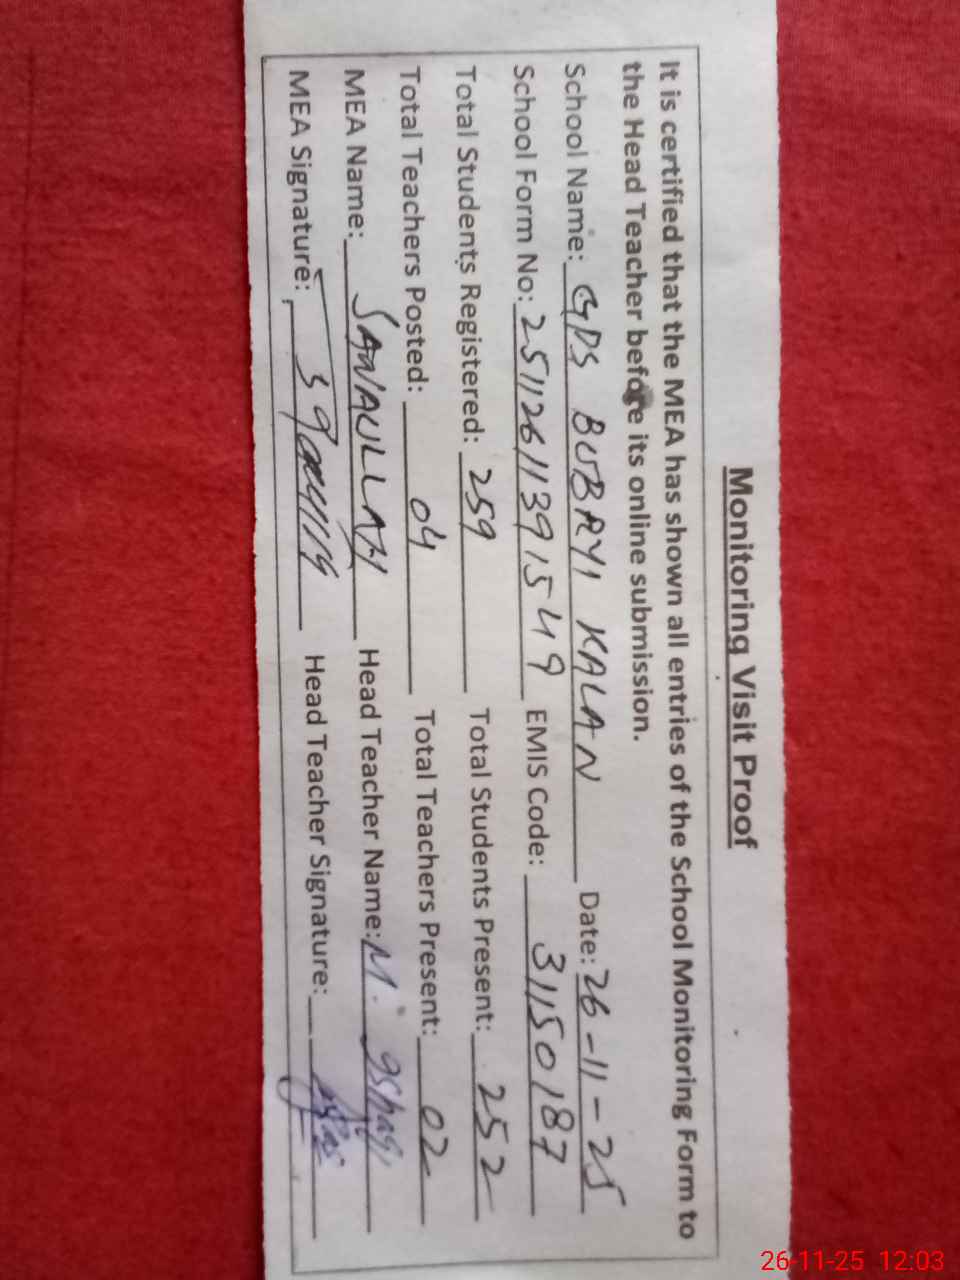 Monitoring Visit Proof
It is certified that the MEA has shown all entries of the School Monitoring Form to
the Head Teacher before its online submission.
School Name: GPS BUBRYI KALAN Date: 26-11-25
School Form No: 25112611391549 EMIS Code: 31150187
Total Students Registered: 259 Total Students Present: 252
Total Teachers Posted: 04 Total Teachers Present: 02
MEA Name: SANAULLAH Head Teacher Name: M. Ishaq
MEA Signature: Head Teacher Signature:
26-11-25 12:03